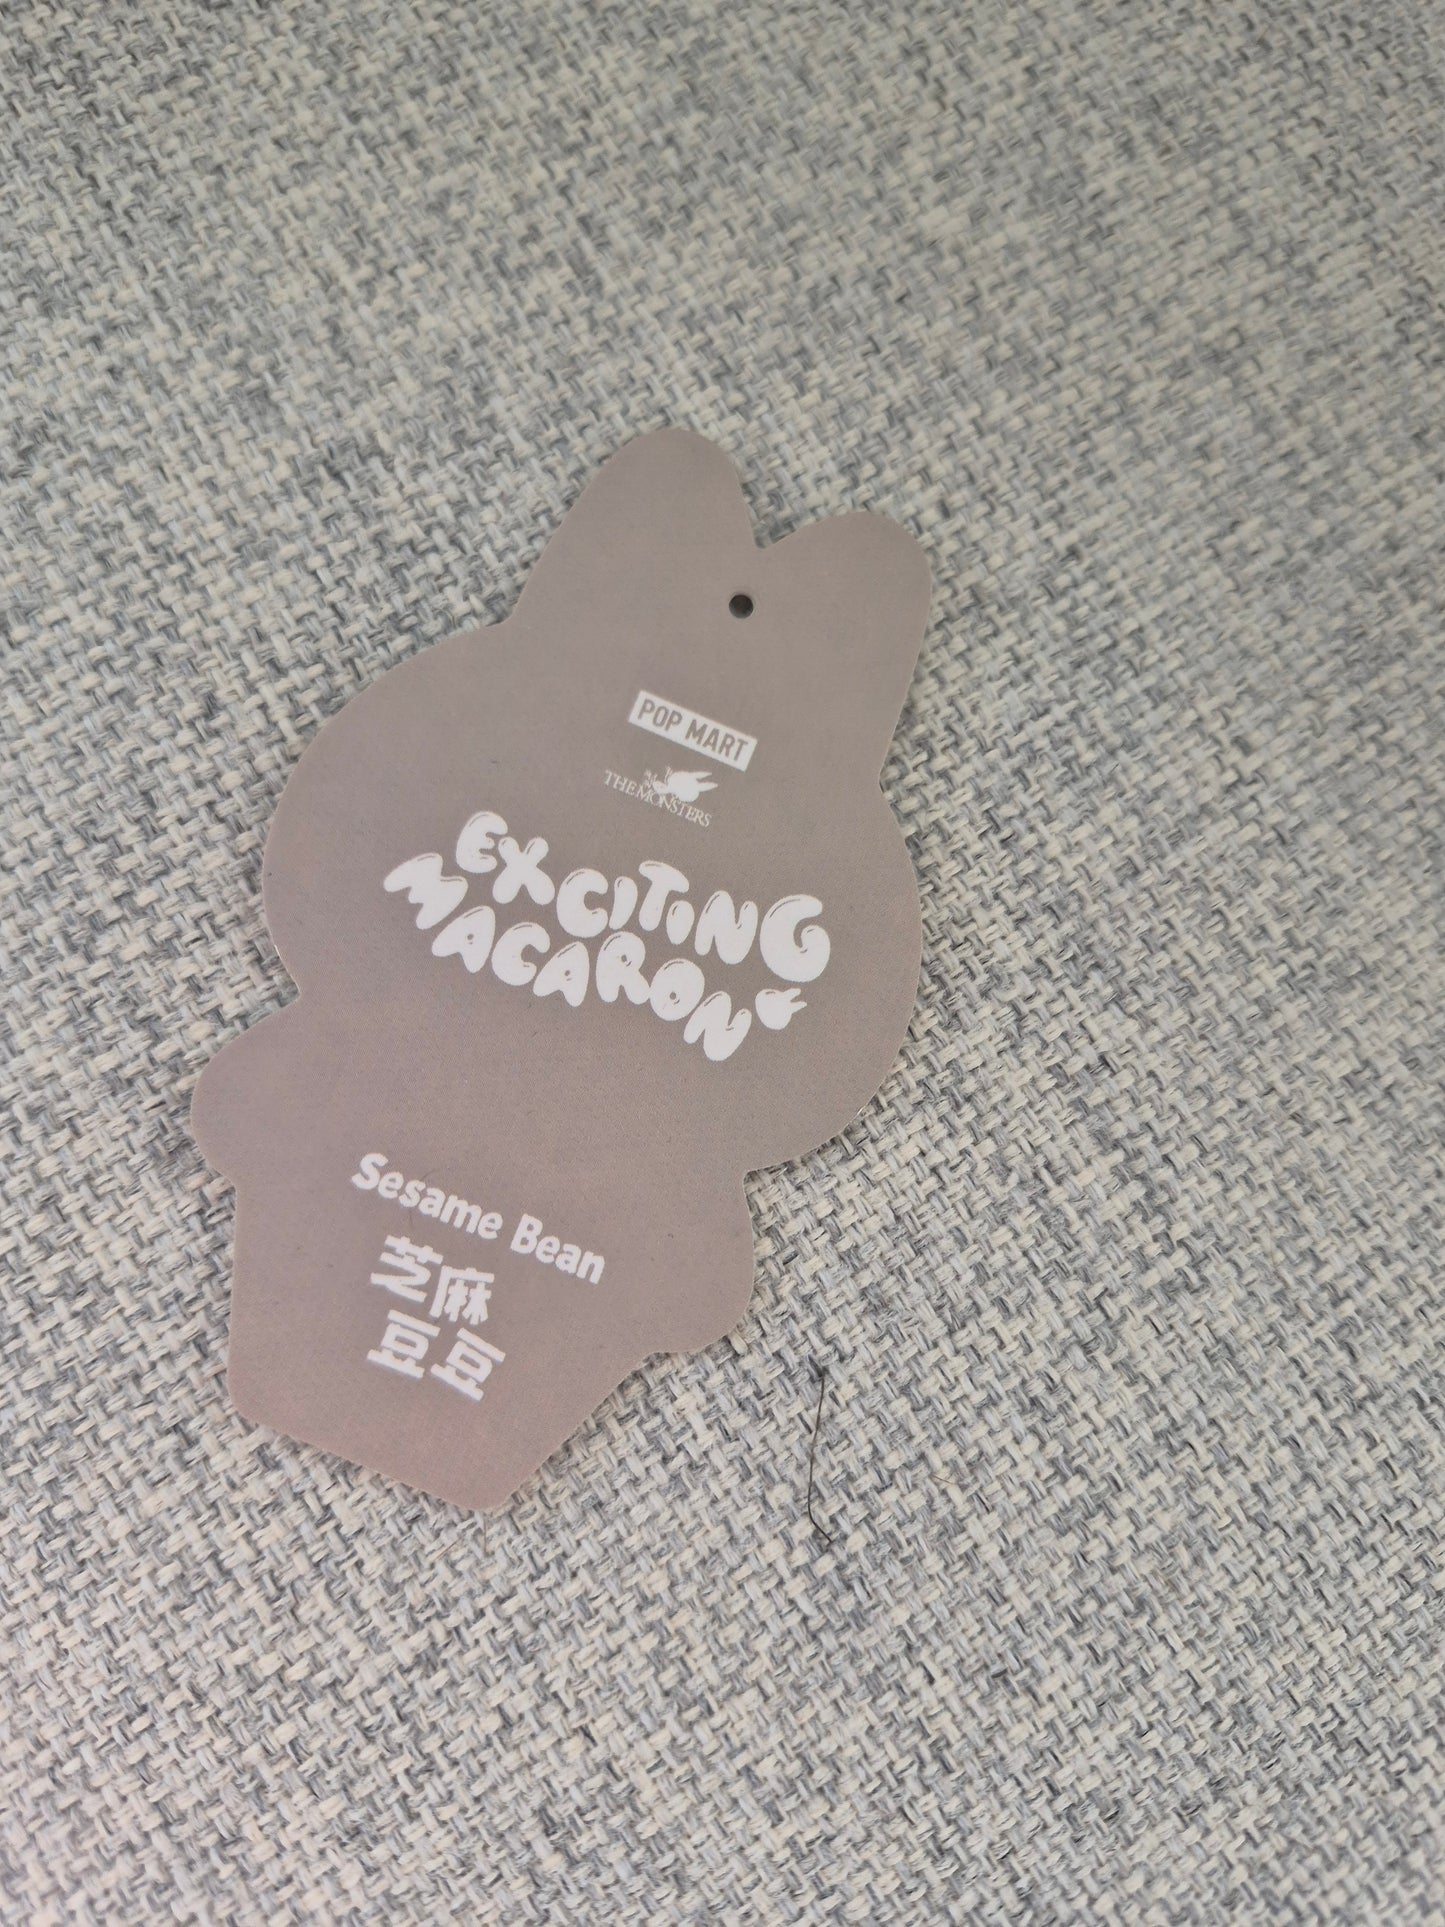 POP MART
THE MONSTERS
EXCITING
MACARON
Sesame Bean
芝麻
豆豆